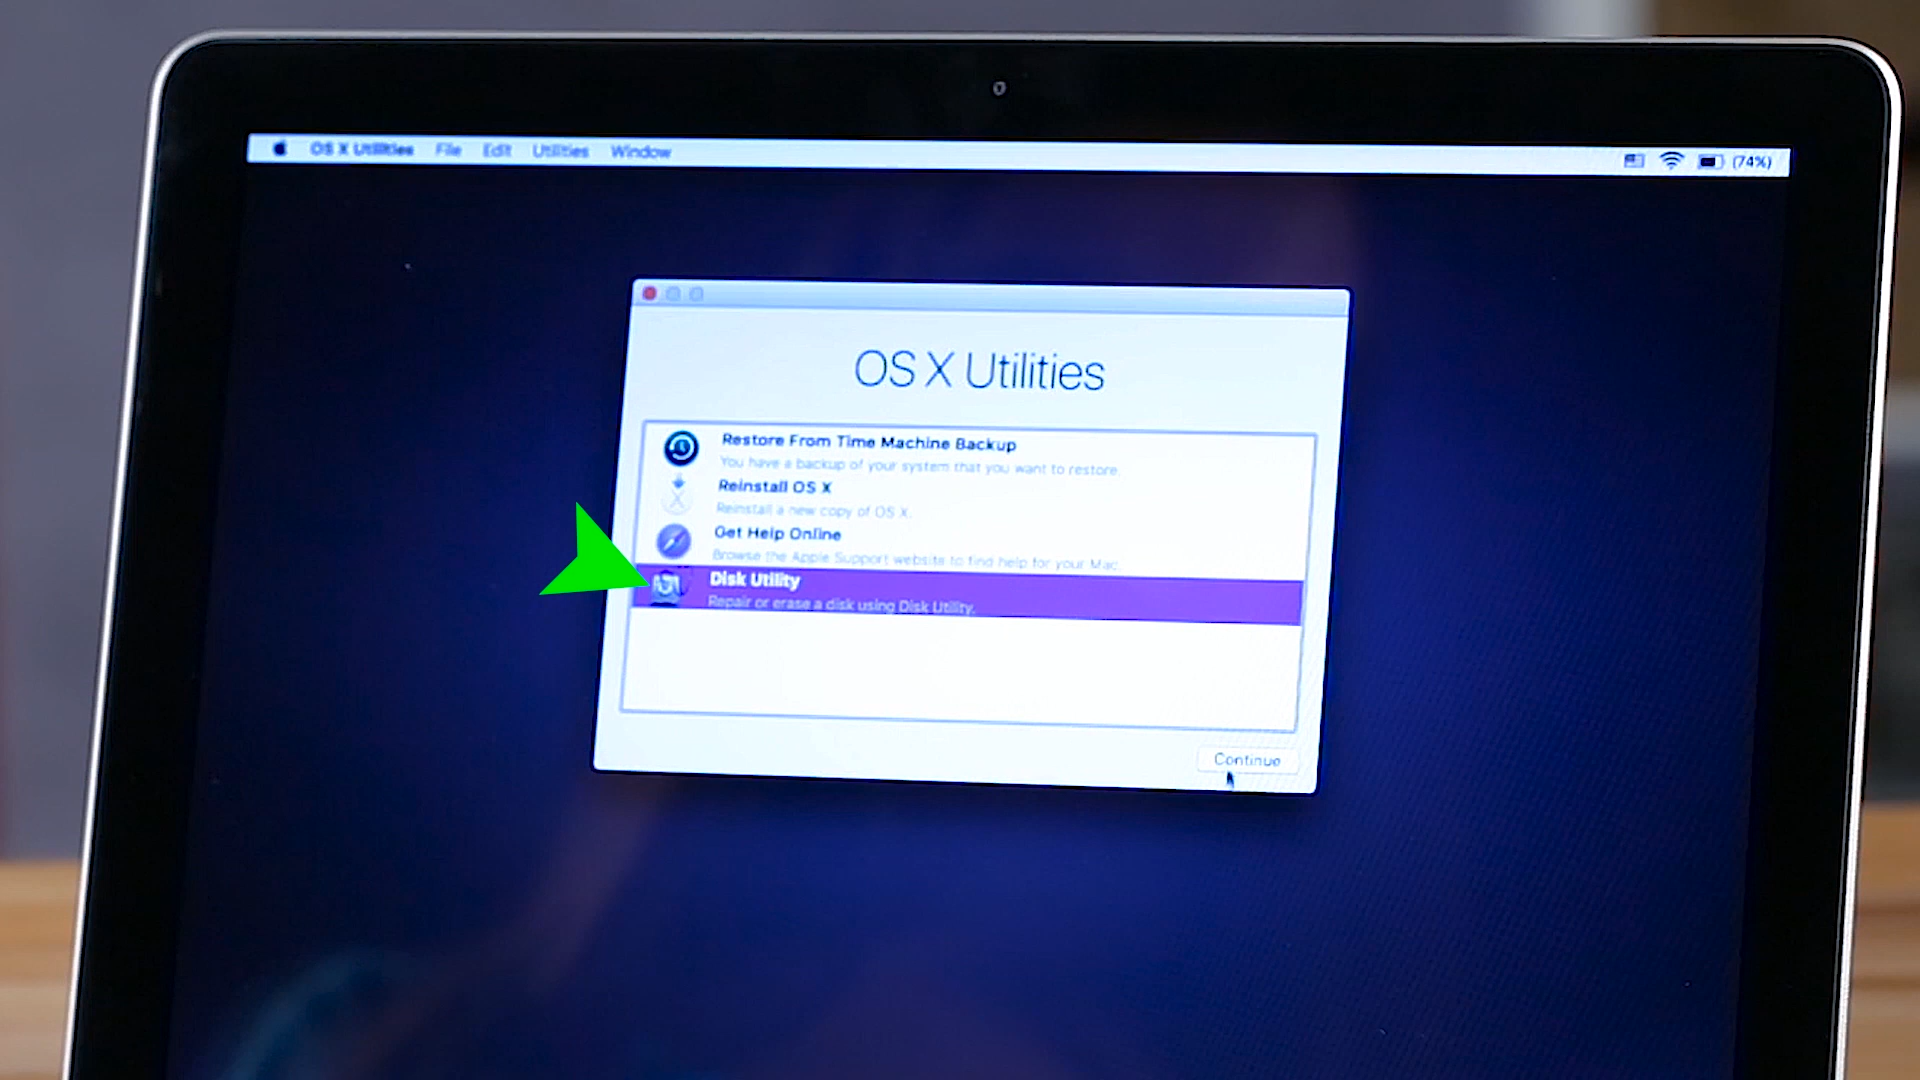 OS X Utilities File Edit Utilities Window (74%)
OS X Utilities
Restore From Time Machine Backup
You have a backup of your system that you want to restore.
Reinstall OS X
Reinstall a new copy of OS X.
Get Help Online
Browse the Apple Support website to find help for your Mac.
Disk Utility
Repair or erase a disk using Disk Utility.
Continue